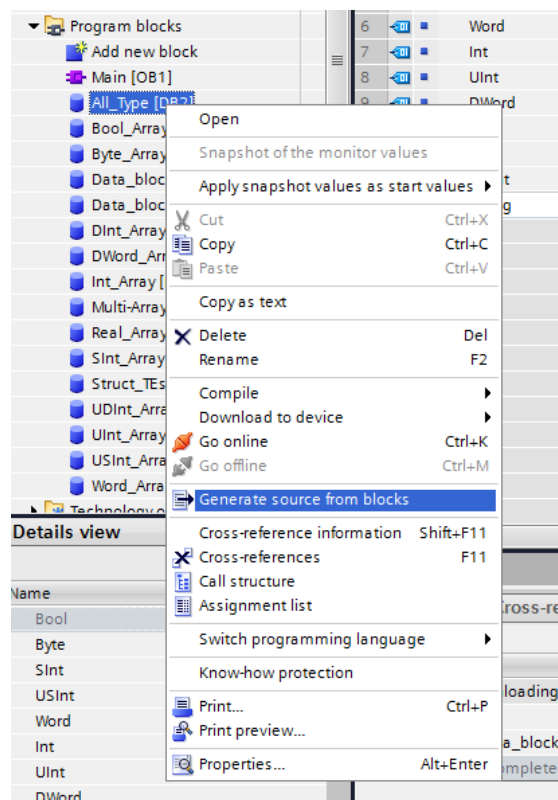 Program blocks
Add new block
Main [OB1]
All_Type [DB2]
Bool_Array
Byte_Array
Data_bloc
Data_bloc
DInt_Array
DWord_Arr
Int_Array [
Multi-Array
Real_Array
SInt_Array
Struct_TEs
UDInt_Arra
UInt_Array
USInt_Arra
Word_Arra
Technology o
6 Word
7 Int
8 UInt
9 DWord
t
g
Open
Snapshot of the monitor values
Apply snapshot values as start values
Cut Ctrl+X
Copy Ctrl+C
Paste Ctrl+V
Copy as text
Delete Del
Rename F2
Compile
Download to device
Go online Ctrl+K
Go offline Ctrl+M
Generate source from blocks
Cross-reference information Shift+F11
Cross-references F11
Call structure
Assignment list
Switch programming language
Know-how protection
Print... Ctrl+P
Print preview...
Properties... Alt+Enter
Details view
Name
Bool
Byte
SInt
USInt
Word
Int
UInt
DWord
Cross-re
loading
a_block
mplete